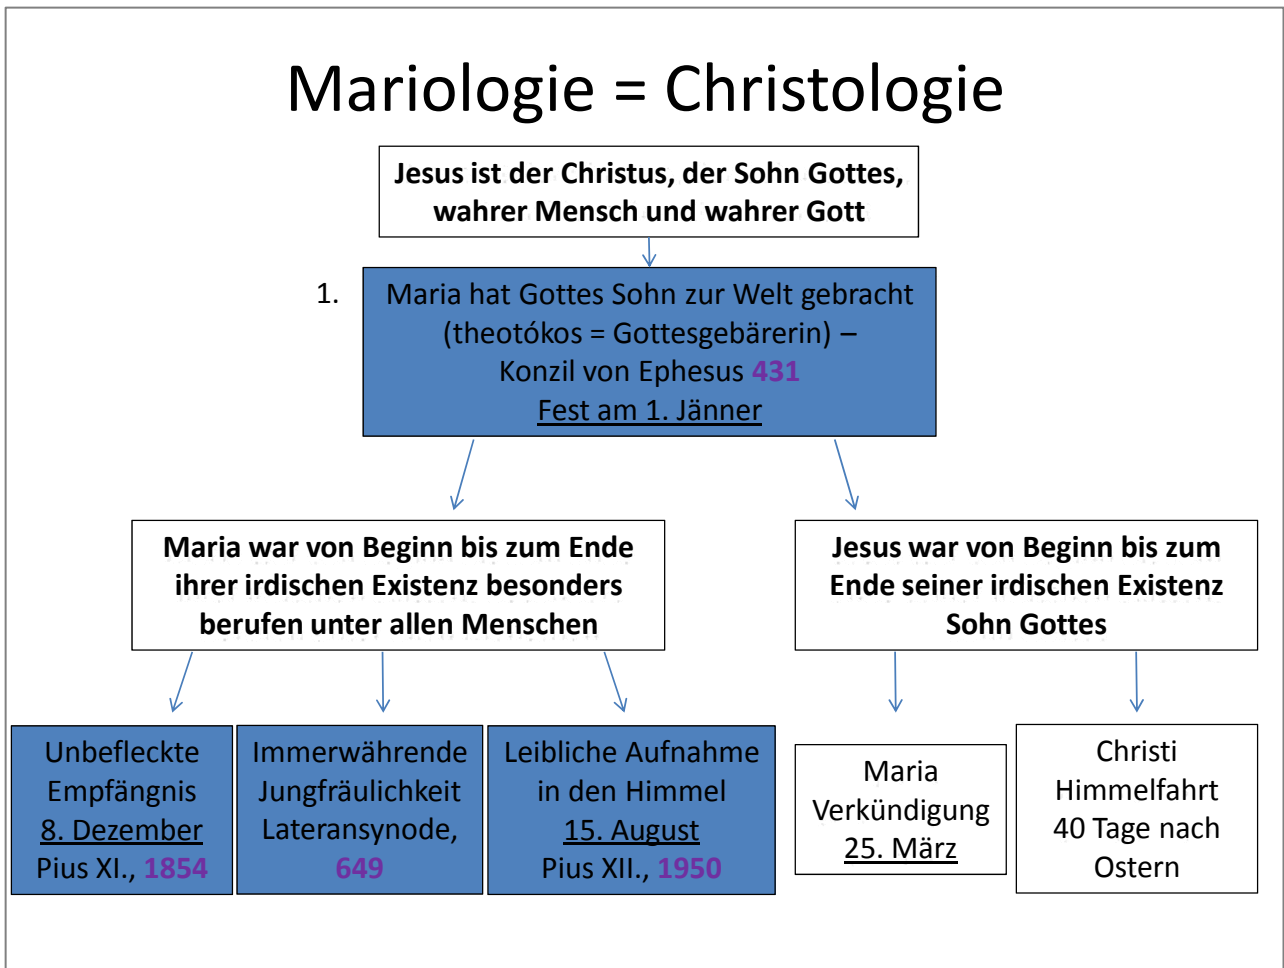 Mariologie = Christologie
Jesus ist der Christus, der Sohn Gottes,
wahrer Mensch und wahrer Gott
1.
Maria hat Gottes Sohn zur Welt gebracht
(theotókos = Gottesgebärerin) –
Konzil von Ephesus 431
Fest am 1. Jänner
Maria war von Beginn bis zum Ende
ihrer irdischen Existenz besonders
berufen unter allen Menschen
Jesus war von Beginn bis zum
Ende seiner irdischen Existenz
Sohn Gottes
Unbefleckte
Empfängnis
8. Dezember
Pius XI., 1854
Immerwährende
Jungfräulichkeit
Lateransynode,
649
Leibliche Aufnahme
in den Himmel
15. August
Pius XII., 1950
Maria
Verkündigung
25. März
Christi
Himmelfahrt
40 Tage nach
Ostern